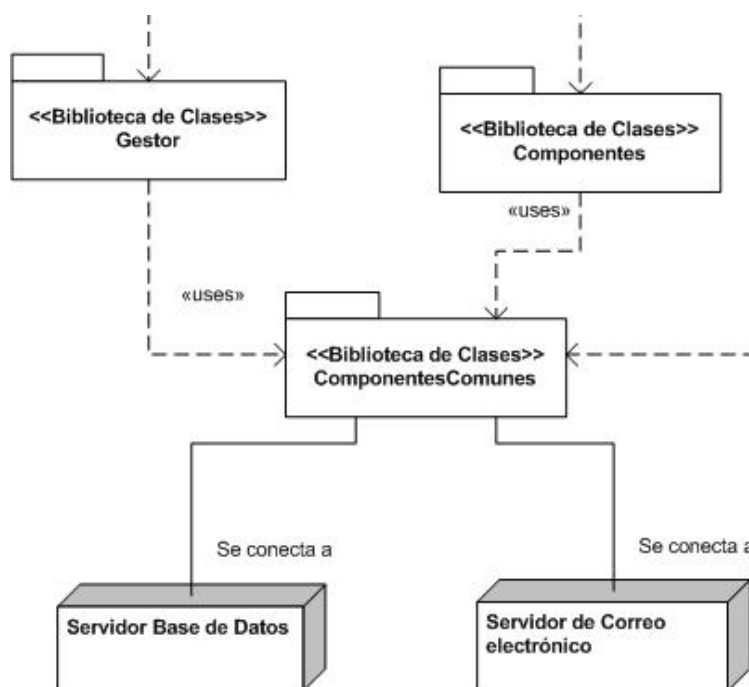 <<Biblioteca de Clases>>
Gestor
<<Biblioteca de Clases>>
Componentes
«uses»
«uses»
<<Biblioteca de Clases>>
ComponentesComunes
Se conecta a
Se conecta a
Servidor Base de Datos
Servidor de Correo
electrónico